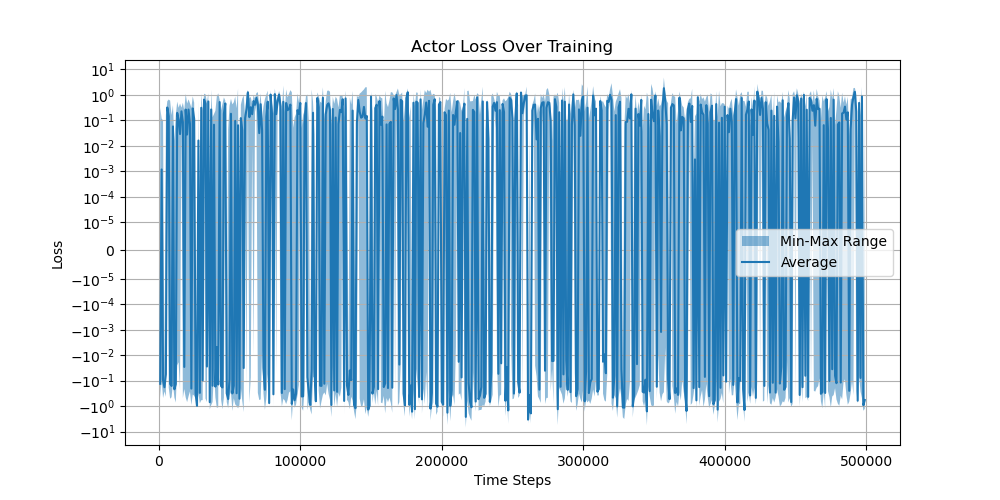 Actor Loss Over Training
Loss
10¹
10⁰
10⁻¹
10⁻²
10⁻³
10⁻⁴
10⁻⁵
0
−10⁻⁵
−10⁻⁴
−10⁻³
−10⁻²
−10⁻¹
−10⁰
−10¹
Min-Max Range
Average
0 100000 200000 300000 400000 500000
Time Steps